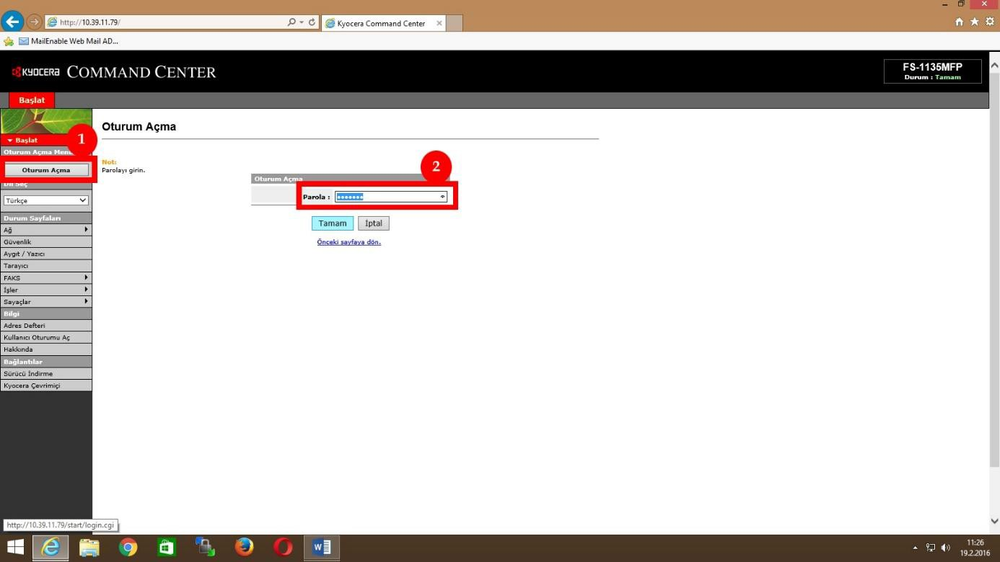 http://10.39.11.79/
Kyocera Command Center
MailEnable Web Mail AD...
KYOCERA COMMAND CENTER
FS-1135MFP
Durum : Tamam
Başlat
Başlat
1
Oturum Açma
Oturum Açma
Dil Seç
Türkçe
Durum Sayfaları
Ağ
Güvenlik
Aygıt / Yazıcı
Tarayıcı
FAKS
İşler
Sayaçlar
Bilgi
Adres Defteri
Kullanıcı Oturumu Aç
Hakkında
Bağlantılar
Sürücü İndirme
Kyocera Çevrimiçi
Oturum Açma
Not:
Parolayı girin.
2
Oturum Açma
Parola :
Tamam
İptal
Önceki sayfaya dön.
http://10.39.11.79/start/login.cgi
11:26
19.2.2016